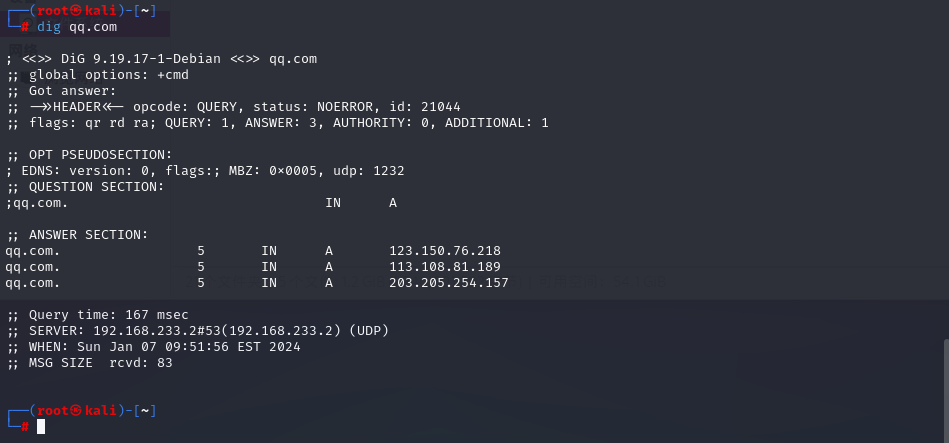 ┌──(root㉿kali)-[~]
└─# dig qq.com

; <<>> DiG 9.19.17-1-Debian <<>> qq.com
;; global options: +cmd
;; Got answer:
;; ->>HEADER<<- opcode: QUERY, status: NOERROR, id: 21044
;; flags: qr rd ra; QUERY: 1, ANSWER: 3, AUTHORITY: 0, ADDITIONAL: 1

;; OPT PSEUDOSECTION:
; EDNS: version: 0, flags:; MBZ: 0x0005, udp: 1232
;; QUESTION SECTION:
;qq.com. IN A

;; ANSWER SECTION:
qq.com. 5 IN A 123.150.76.218
qq.com. 5 IN A 113.108.81.189
qq.com. 5 IN A 203.205.254.157

;; Query time: 167 msec
;; SERVER: 192.168.233.2#53(192.168.233.2) (UDP)
;; WHEN: Sun Jan 07 09:51:56 EST 2024
;; MSG SIZE rcvd: 83

┌──(root㉿kali)-[~]
└─#